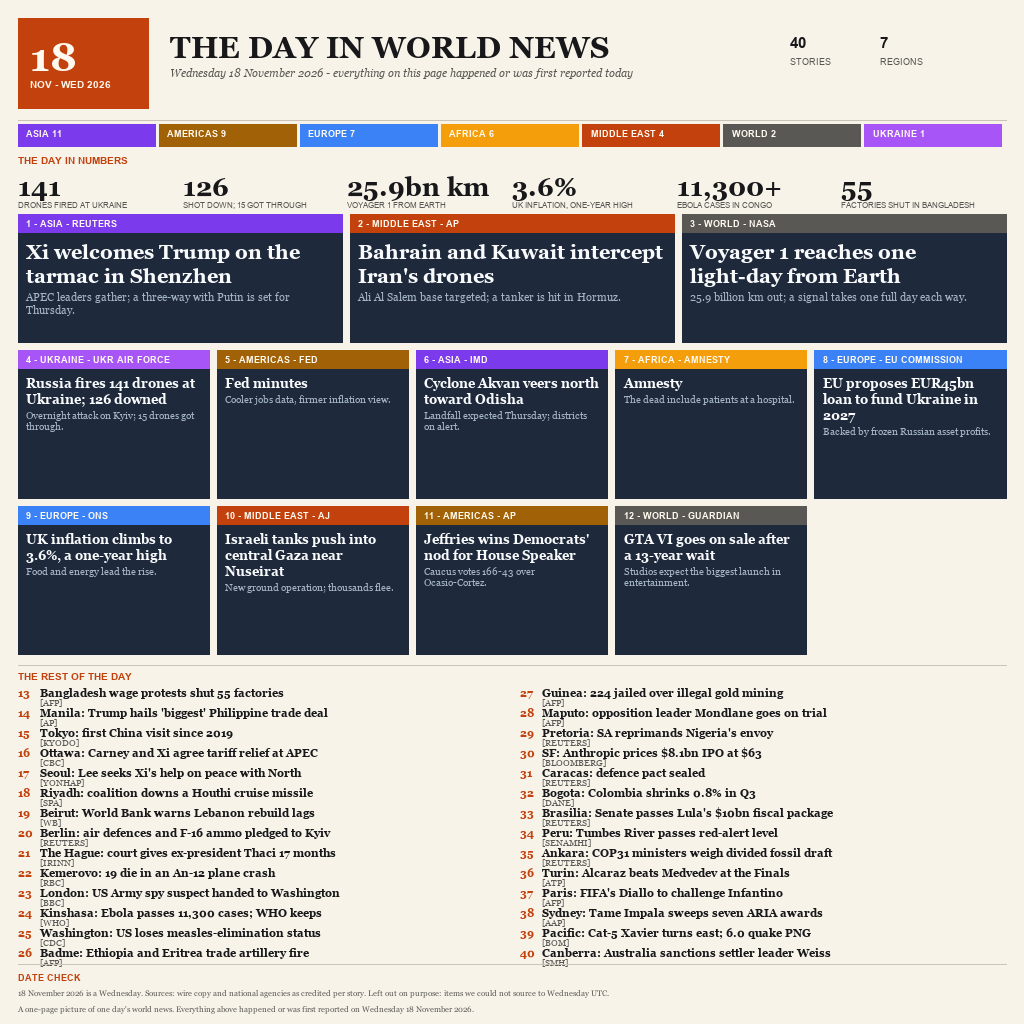 18
NOV - WED 2026
THE DAY IN WORLD NEWS
Wednesday 18 November 2026 - everything on this page happened or was first reported today
40
STORIES
7
REGIONS
ASIA 11
AMERICAS 9
EUROPE 7
AFRICA 6
MIDDLE EAST 4
WORLD 2
UKRAINE 1
THE DAY IN NUMBERS
141
DRONES FIRED AT UKRAINE
126
SHOT DOWN; 15 GOT THROUGH
25.9bn km
VOYAGER 1 FROM EARTH
3.6%
UK INFLATION, ONE-YEAR HIGH
11,300+
EBOLA CASES IN CONGO
55
FACTORIES SHUT IN BANGLADESH
1 - ASIA - REUTERS
Xi welcomes Trump on the
tarmac in Shenzhen
APEC leaders gather; a three-way with Putin is set for
Thursday.
2 - MIDDLE EAST - AP
Bahrain and Kuwait intercept
Iran's drones
Ali Al Salem base targeted; a tanker is hit in Hormuz.
3 - WORLD - NASA
Voyager 1 reaches one
light-day from Earth
25.9 billion km out; a signal takes one full day each way.
4 - UKRAINE - UKR AIR FORCE
Russia fires 141 drones at
Ukraine; 126 downed
Overnight attack on Kyiv; 15 drones got
through.
5 - AMERICAS - FED
Fed minutes
Cooler jobs data, firmer inflation view.
6 - ASIA - IMD
Cyclone Akvan veers north
toward Odisha
Landfall expected Thursday; districts
on alert.
7 - AFRICA - AMNESTY
Amnesty
The dead include patients at a hospital.
8 - EUROPE - EU COMMISSION
EU proposes EUR45bn
loan to fund Ukraine in
2027
Backed by frozen Russian asset profits.
9 - EUROPE - ONS
UK inflation climbs to
3.6%, a one-year high
Food and energy lead the rise.
10 - MIDDLE EAST - AJ
Israeli tanks push into
central Gaza near
Nuseirat
New ground operation; thousands flee.
11 - AMERICAS - AP
Jeffries wins Democrats'
nod for House Speaker
Caucus votes 166-43 over
Ocasio-Cortez.
12 - WORLD - GUARDIAN
GTA VI goes on sale after
a 13-year wait
Studios expect the biggest launch in
entertainment.
THE REST OF THE DAY
13 Bangladesh wage protests shut 55 factories
[AFP]
14 Manila: Trump hails 'biggest' Philippine trade deal
[AP]
15 Tokyo: first China visit since 2019
[KYODO]
16 Ottawa: Carney and Xi agree tariff relief at APEC
[CBC]
17 Seoul: Lee seeks Xi's help on peace with North
[YONHAP]
18 Riyadh: coalition downs a Houthi cruise missile
[SPA]
19 Beirut: World Bank warns Lebanon rebuild lags
[WB]
20 Berlin: air defences and F-16 ammo pledged to Kyiv
[REUTERS]
21 The Hague: court gives ex-president Thaci 17 months
[IRINN]
22 Kemerovo: 19 die in an An-12 plane crash
[RBC]
23 London: US Army spy suspect handed to Washington
[BBC]
24 Kinshasa: Ebola passes 11,300 cases; WHO keeps
[WHO]
25 Washington: US loses measles-elimination status
[CDC]
26 Badme: Ethiopia and Eritrea trade artillery fire
[AFP]
27 Guinea: 224 jailed over illegal gold mining
[AFP]
28 Maputo: opposition leader Mondlane goes on trial
[AFP]
29 Pretoria: SA reprimands Nigeria's envoy
[REUTERS]
30 SF: Anthropic prices $8.1bn IPO at $63
[BLOOMBERG]
31 Caracas: defence pact sealed
[REUTERS]
32 Bogota: Colombia shrinks 0.8% in Q3
[DANE]
33 Brasilia: Senate passes Lula's $10bn fiscal package
[REUTERS]
34 Peru: Tumbes River passes red-alert level
[SENAMHI]
35 Ankara: COP31 ministers weigh divided fossil draft
[REUTERS]
36 Turin: Alcaraz beats Medvedev at the Finals
[ATP]
37 Paris: FIFA's Diallo to challenge Infantino
[AFP]
38 Sydney: Tame Impala sweeps seven ARIA awards
[AAP]
39 Pacific: Cat-5 Xavier turns east; 6.0 quake PNG
[BOM]
40 Canberra: Australia sanctions settler leader Weiss
[SMH]
DATE CHECK
18 November 2026 is a Wednesday. Sources: wire copy and national agencies as credited per story. Left out on purpose: items we could not source to Wednesday UTC.
A one-page picture of one day's world news. Everything above happened or was first reported on Wednesday 18 November 2026.